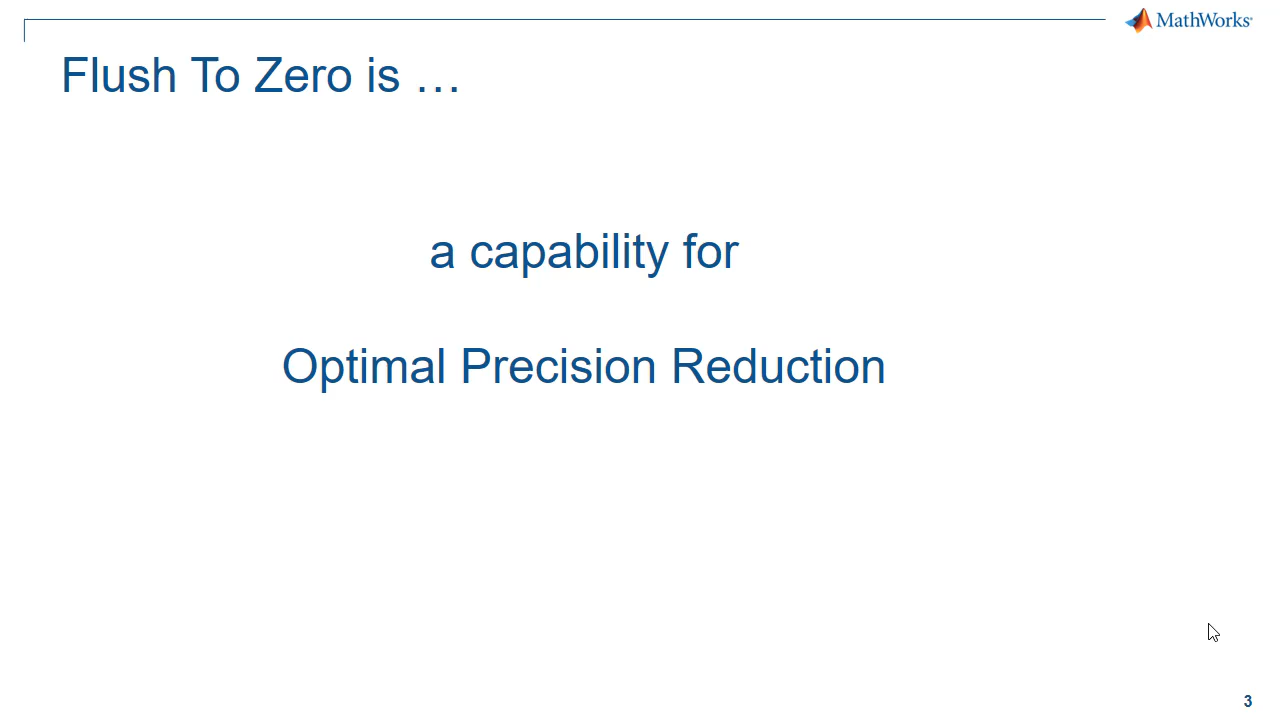 MathWorks®
Flush To Zero is …
a capability for
Optimal Precision Reduction
3